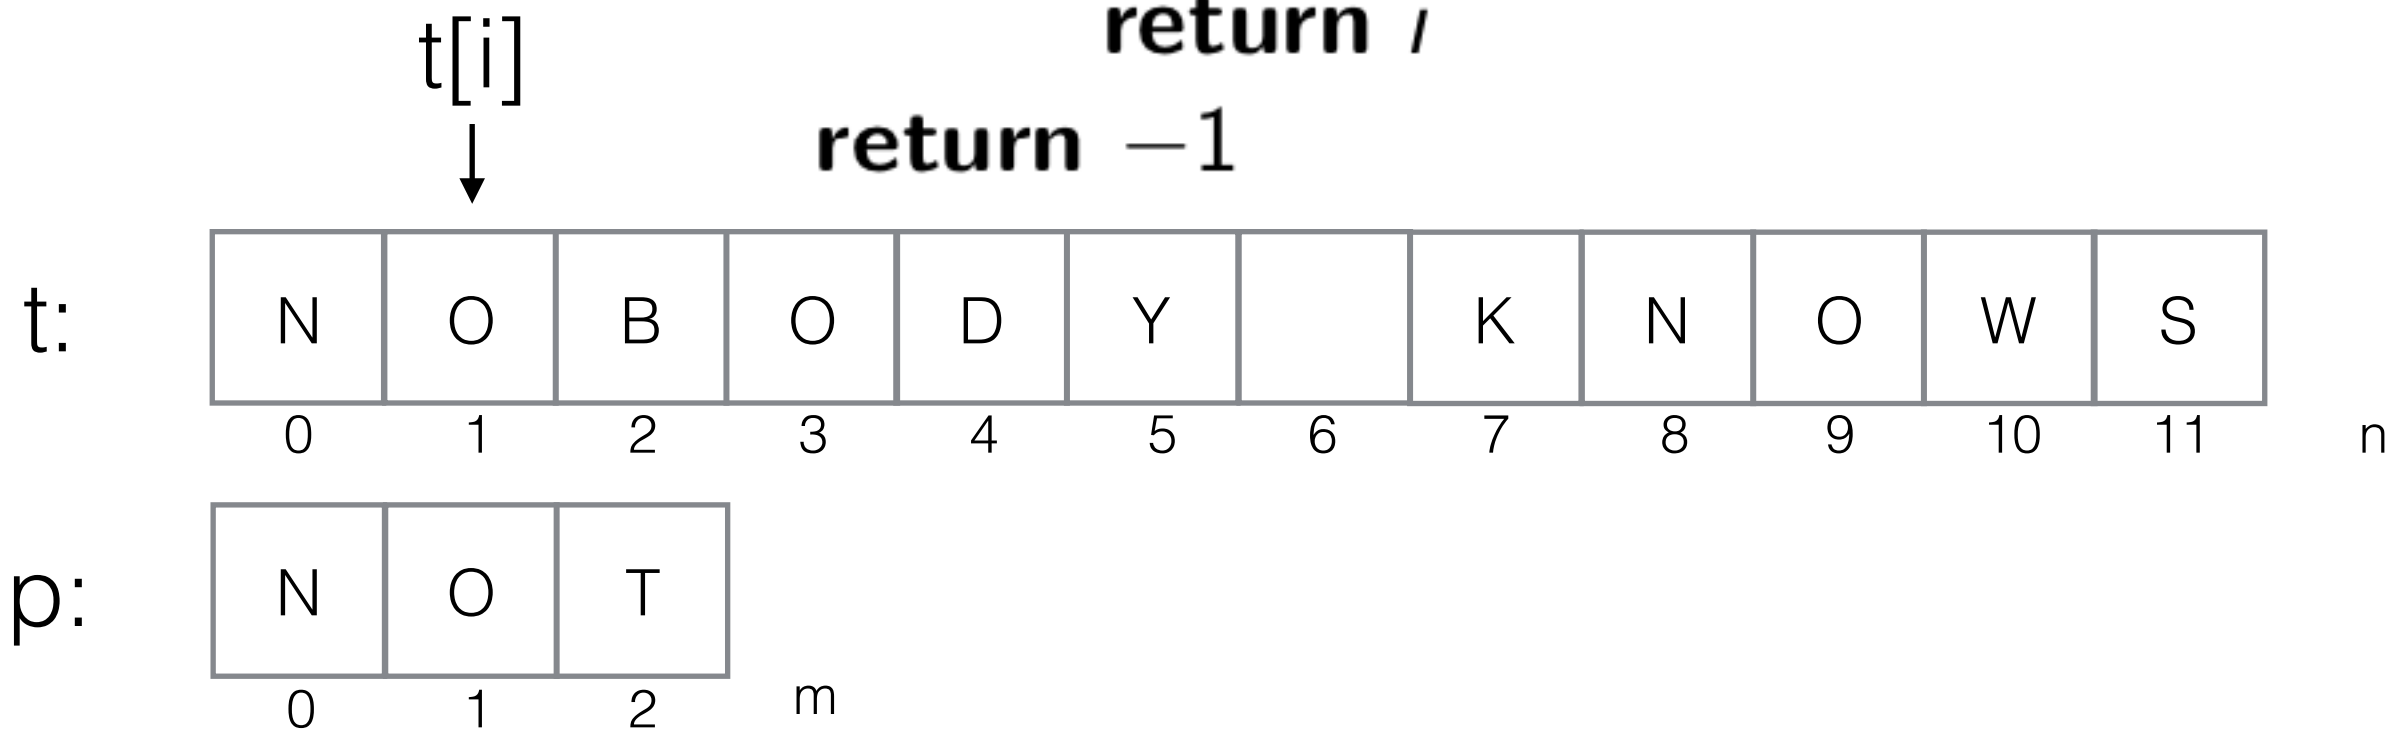 return i
t[i]
return −1
t: N O B O D Y K N O W S
0 1 2 3 4 5 6 7 8 9 10 11 n
p: N O T
0 1 2 m